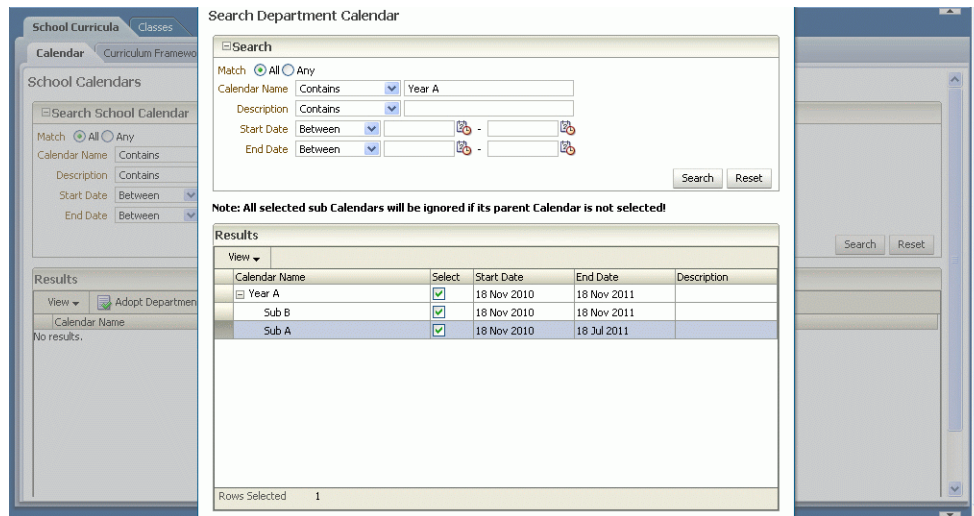 School Curricula Classes
Calendar Curriculum Framewo
School Calendars
Search School Calendar
Match All Any
Calendar Name Contains
Description Contains
Start Date Between
End Date Between
Search Reset
Results
View Adopt Departmen
Calendar Name
No results.
Search Department Calendar
Search
Match All Any
Calendar Name Contains Year A
Description Contains
Start Date Between -
End Date Between -
Search Reset
Note: All selected sub Calendars will be ignored if its parent Calendar is not selected!
Results
View
Calendar Name Select Start Date End Date Description
Year A 18 Nov 2010 18 Nov 2011
Sub B 18 Nov 2010 18 Nov 2011
Sub A 18 Nov 2010 18 Jul 2011
Rows Selected 1